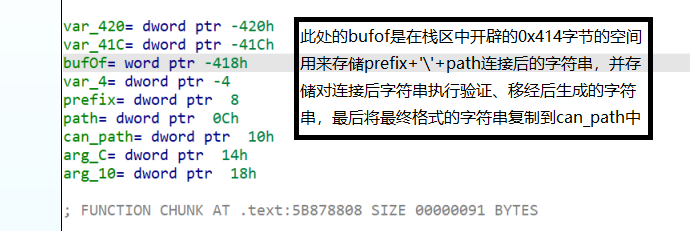 var_420= dword ptr -420h
var_41C= dword ptr -41Ch
bufOf= word ptr -418h
var_4= dword ptr -4
prefix= dword ptr  8
path= dword ptr  0Ch
can_path= dword ptr  10h
arg_C= dword ptr  14h
arg_10= dword ptr  18h
; FUNCTION CHUNK AT .text:5B878808 SIZE 00000091 BYTES
此处的bufof是在栈区中开辟的0x414字节的空间
用来存储prefix+'\'+path连接后的字符串，并存
储对连接后字符串执行验证、移经后生成的字符
串，最后将最终格式的字符串复制到can_path中